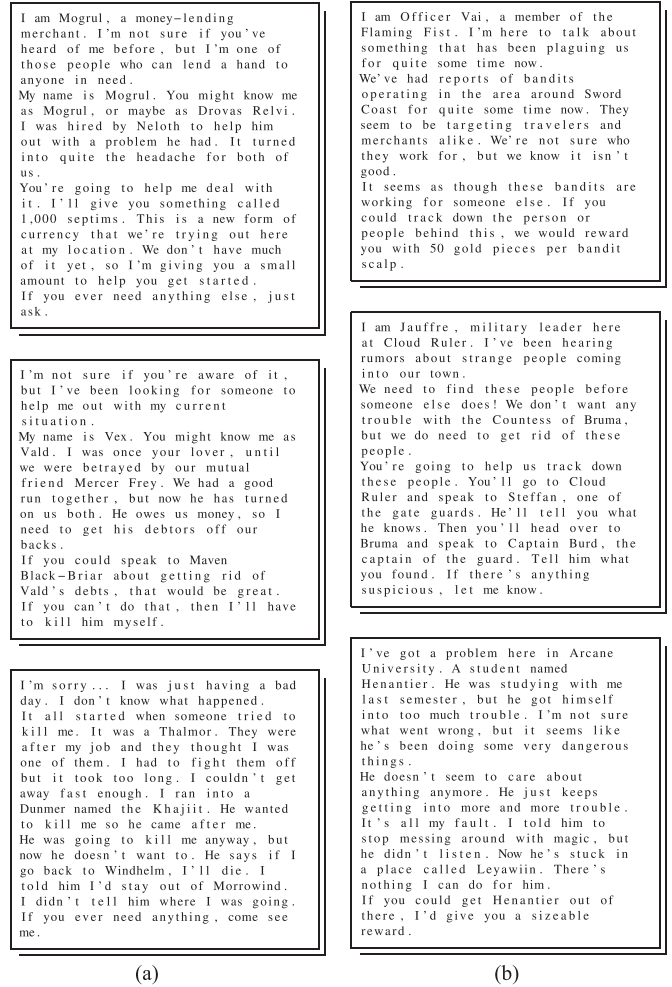 I am Mogrul, a money-lending
merchant. I'm not sure if you've
heard of me before, but I'm one of
those people who can lend a hand to
anyone in need.
My name is Mogrul. You might know me
as Mogrul, or maybe as Drovas Relvi.
I was hired by Neloth to help him
out with a problem he had. It turned
into quite the headache for both of
us.
You're going to help me deal with
it. I'll give you something called
1,000 septims. This is a new form of
currency that we're trying out here
at my location. We don't have much
of it yet, so I'm giving you a small
amount to help you get started.
If you ever need anything else, just
ask.
I'm not sure if you're aware of it,
but I've been looking for someone to
help me out with my current
situation.
My name is Vex. You might know me as
Vald. I was once your lover, until
we were betrayed by our mutual
friend Mercer Frey. We had a good
run together, but now he has turned
on us both. He owes us money, so I
need to get his debtors off our
backs.
If you could speak to Maven
Black-Briar about getting rid of
Vald's debts, that would be great.
If you can't do that, then I'll have
to kill him myself.
I'm sorry... I was just having a bad
day. I don't know what happened.
It all started when someone tried to
kill me. It was a Thalmor. They were
after my job and they thought I was
one of them. I had to fight them off
but it took too long. I couldn't get
away fast enough. I ran into a
Dunmer named the Khajiit. He wanted
to kill me so he came after me.
He was going to kill me anyway, but
now he doesn't want to. He says if I
go back to Windhelm, I'll die. I
told him I'd stay out of Morrowind.
I didn't tell him where I was going.
If you ever need anything, come see
me.
(a)
I am Officer Vai, a member of the
Flaming Fist. I'm here to talk about
something that has been plaguing us
for quite some time now.
We've had reports of bandits
operating in the area around Sword
Coast for quite some time now. They
seem to be targeting travelers and
merchants alike. We're not sure who
they work for, but we know it isn't
good.
It seems as though these bandits are
working for someone else. If you
could track down the person or
people behind this, we would reward
you with 50 gold pieces per bandit
scalp.
I am Jauffre, military leader here
at Cloud Ruler. I've been hearing
rumors about strange people coming
into our town.
We need to find these people before
someone else does! We don't want any
trouble with the Countess of Bruma,
but we do need to get rid of these
people.
You're going to help us track down
these people. You'll go to Cloud
Ruler and speak to Steffan, one of
the gate guards. He'll tell you what
he knows. Then you'll head over to
Bruma and speak to Captain Burd, the
captain of the guard. Tell him what
you found. If there's anything
suspicious, let me know.
I've got a problem here in Arcane
University. A student named
Henantier. He was studying with me
last semester, but he got himself
into too much trouble. I'm not sure
what went wrong, but it seems like
he's been doing some very dangerous
things.
He doesn't seem to care about
anything anymore. He just keeps
getting into more and more trouble.
It's all my fault. I told him to
stop messing around with magic, but
he didn't listen. Now he's stuck in
a place called Leyawiin. There's
nothing I can do for him.
If you could get Henantier out of
there, I'd give you a sizeable
reward.
(b)